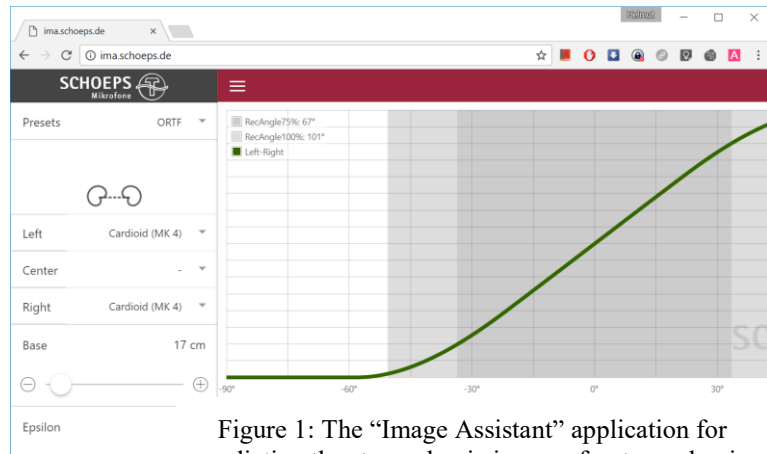 Helmut
ima.schoeps.de ×
ima.schoeps.de
SCHOEPS
Mikrofone
Presets ORTF
Left Cardioid (MK 4)
Center -
Right Cardioid (MK 4)
Base 17 cm
Epsilon
RecAngle75%: 67°
RecAngle100%: 101°
Left-Right
SC
-90° -60° -30° 0° 30°
Figure 1: The “Image Assistant” application for